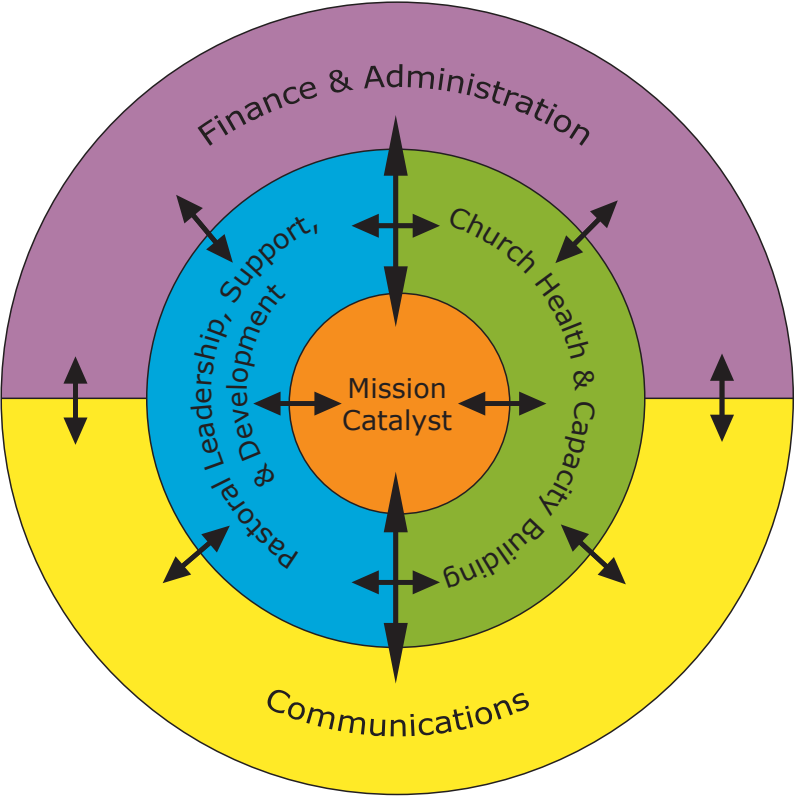 Finance & Administration
Pastoral Leadership, Support,
& Development
Church Health & Capacity Building
Mission
Catalyst
Communications